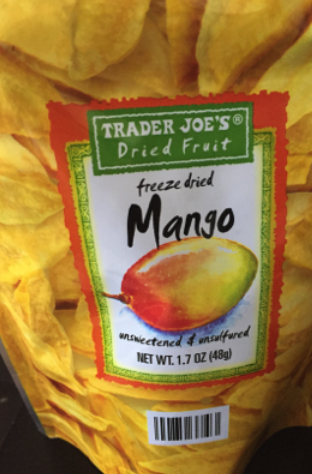 TRADER JOE'S®
Dried Fruit
freeze dried
Mango
unsweetened & unsulfured
NET WT. 1.7 OZ (48g)